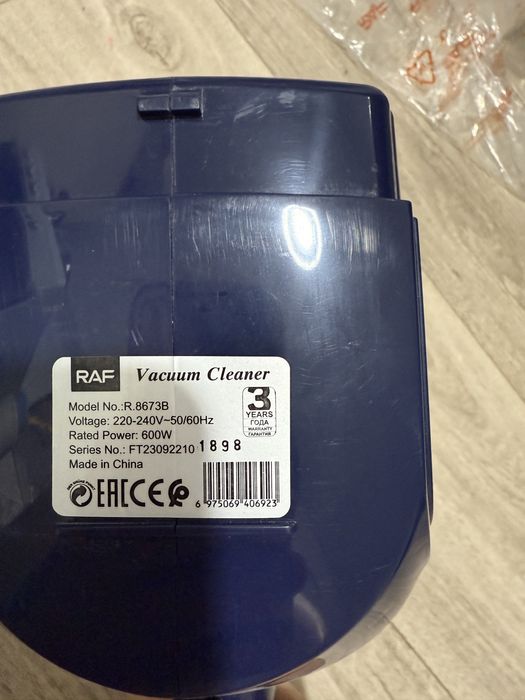 RAF Vacuum Cleaner
Model No.:R.8673B
Voltage: 220-240V~50/60Hz
Rated Power: 600W
Series No.: FT23092210 1898
Made in China
3
YEARS
ГОДА
WARRANTY
ГАРАНТИЯ
EAC CE
6 975069 406923